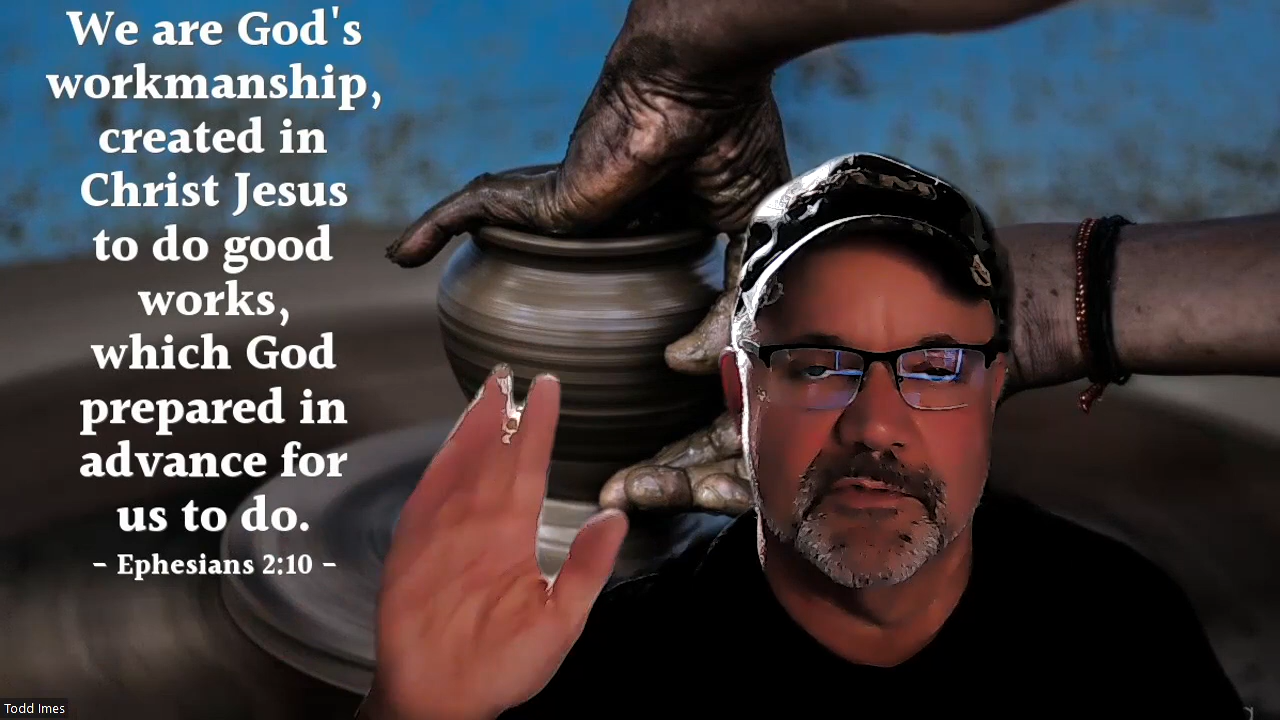 We are God's
workmanship,
created in
Christ Jesus
to do good
works,
which God
prepared in
advance for
us to do.
- Ephesians 2:10 -
Todd Imes